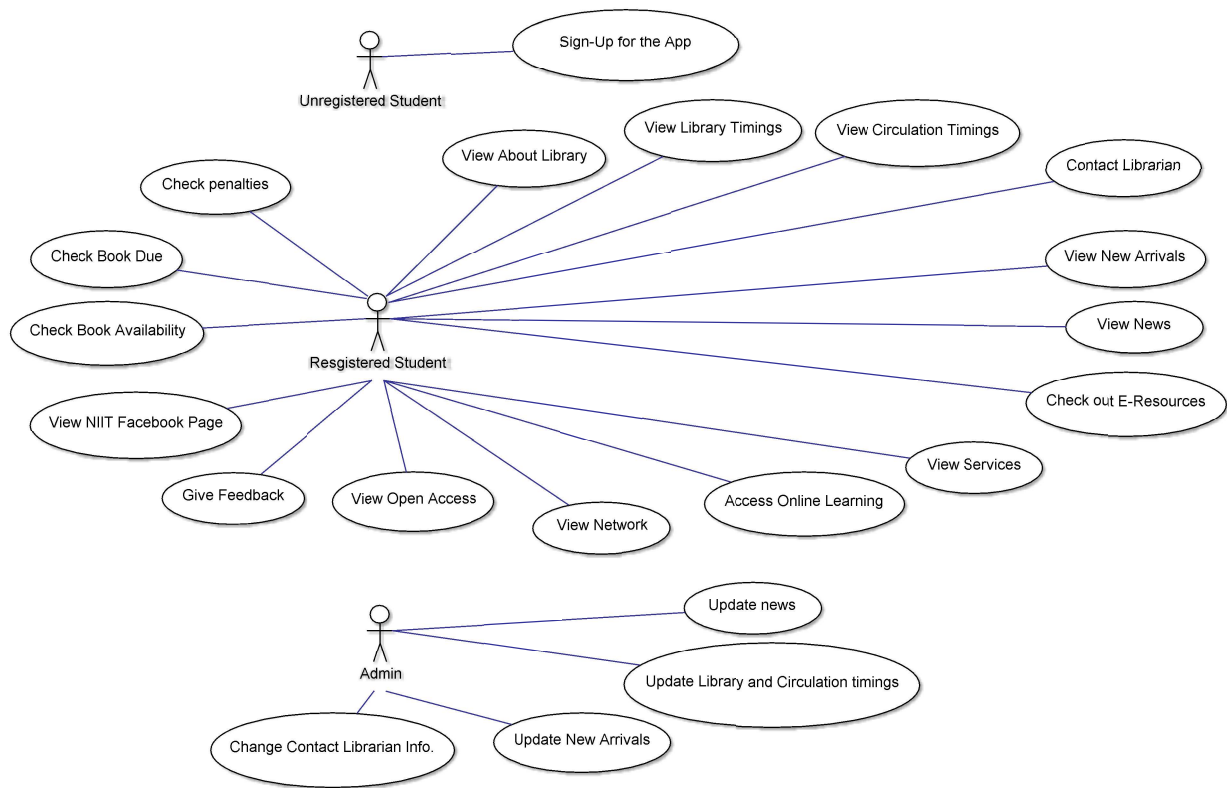 Sign-Up for the App
Unregistered Student
View Library Timings
View Circulation Timings
View About Library
Contact Librarian
Check penalties
Check Book Due
View New Arrivals
Check Book Availability
View News
Resgistered Student
Check out E-Resources
View NIIT Facebook Page
View Services
Give Feedback
View Open Access
Access Online Learning
View Network
Update news
Admin
Update Library and Circulation timings
Change Contact Librarian Info.
Update New Arrivals